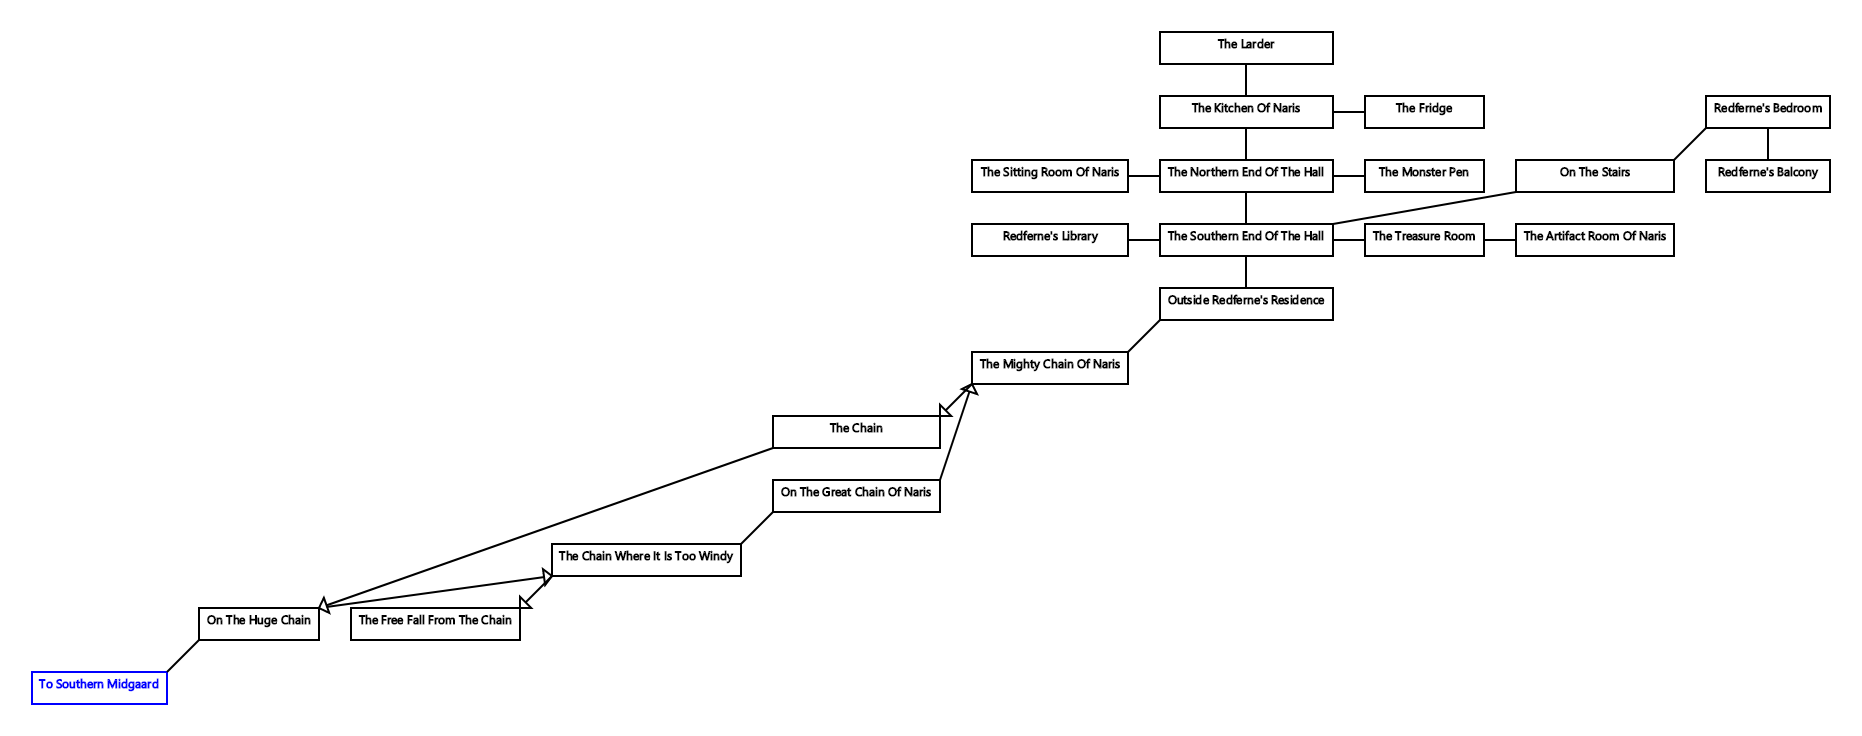 The Larder
The Kitchen Of Naris
The Fridge
Redferne's Bedroom
The Sitting Room Of Naris
The Northern End Of The Hall
The Monster Pen
On The Stairs
Redferne's Balcony
Redferne's Library
The Southern End Of The Hall
The Treasure Room
The Artifact Room Of Naris
Outside Redferne's Residence
The Mighty Chain Of Naris
The Chain
On The Great Chain Of Naris
The Chain Where It Is Too Windy
On The Huge Chain
The Free Fall From The Chain
To Southern Midgaard